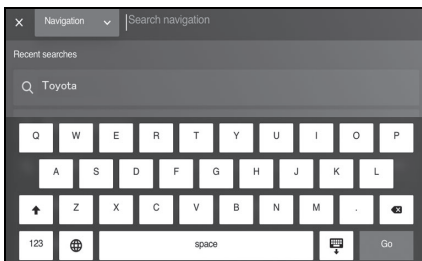 Navigation Search navigation
Recent searches
Toyota
Q W E R T Y U I O P
A S D F G H J K L
Z X C V B N M .
123 space Go